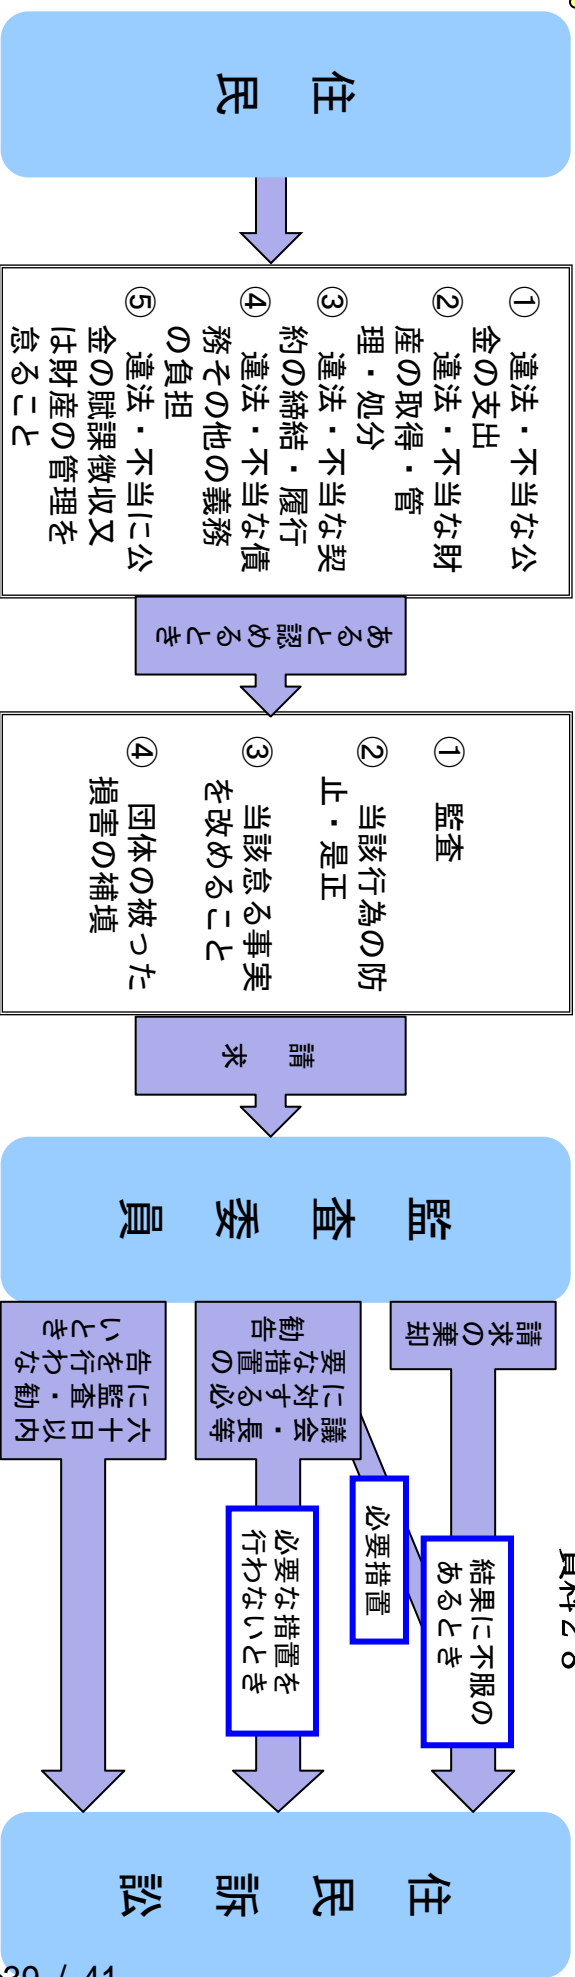 住民
① 違法・不当な公
金の支出
② 違法・不当な財
産の取得・管
理・処分
③ 違法・不当な契
約の締結・履行
④ 違法・不当な債
務その他の義務
の負担
⑤ 違法・不当に公
金の賦課徴収又
は財産の管理を
怠ること
あると認めるとき
① 監査
② 当該行為の防
止・是正
③ 当該怠る事実
を改めること
④ 団体の被った
損害の補填
請求
監査委員
請求の棄却
議会・長等
に対する必
要な措置の
勧告
六十日以内
に監査・勧
告を行わな
いとき
結果に不服の
あるとき
必要措置
必要な措置を
行わないとき
住民訴訟
資料28
39 / 41